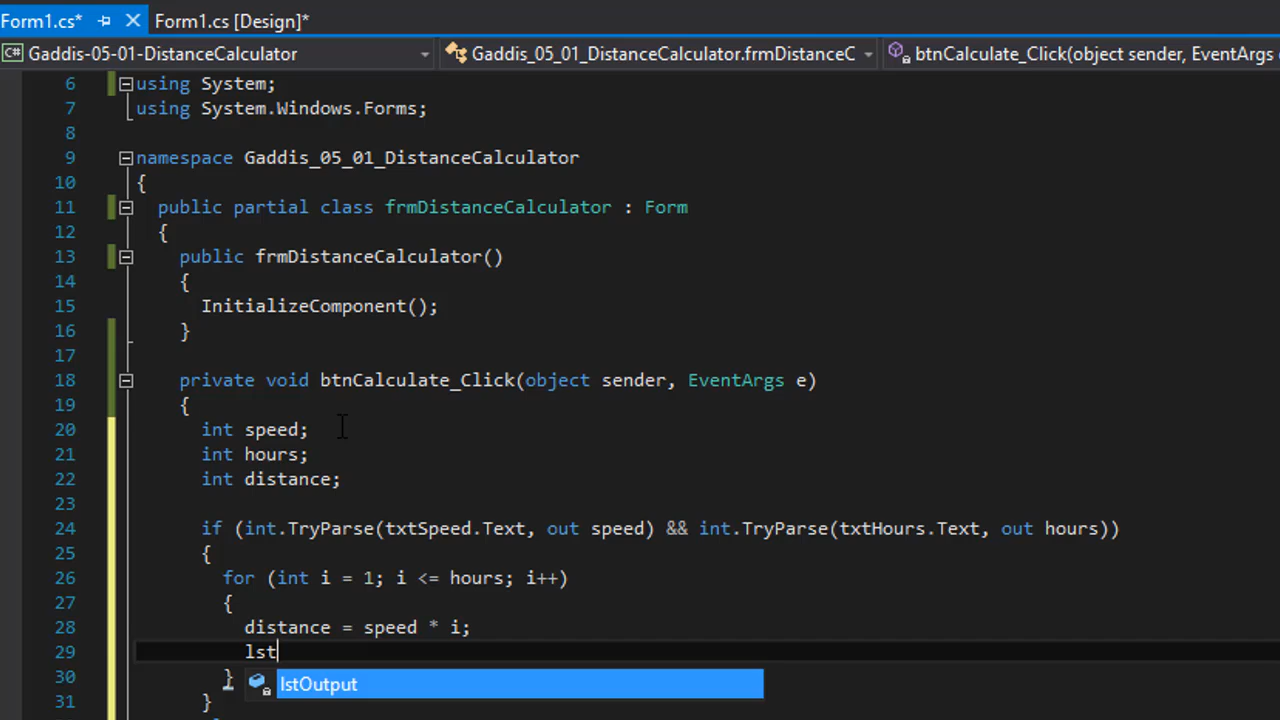 Form1.cs* Form1.cs [Design]*
C# Gaddis-05-01-DistanceCalculator Gaddis_05_01_DistanceCalculator.frmDistanceC btnCalculate_Click(object sender, EventArgs
6 using System;
7 using System.Windows.Forms;
8
9 namespace Gaddis_05_01_DistanceCalculator
10 {
11 public partial class frmDistanceCalculator : Form
12 {
13 public frmDistanceCalculator()
14 {
15 InitializeComponent();
16 }
17
18 private void btnCalculate_Click(object sender, EventArgs e)
19 {
20 int speed;
21 int hours;
22 int distance;
23
24 if (int.TryParse(txtSpeed.Text, out speed) && int.TryParse(txtHours.Text, out hours))
25 {
26 for (int i = 1; i <= hours; i++)
27 {
28 distance = speed * i;
29 lst
30 } lstOutput
31 }